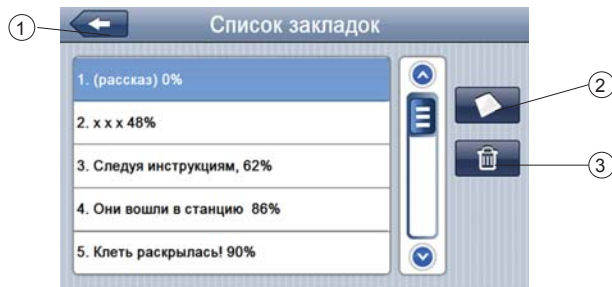 1
Список закладок
1. (рассказ) 0%
2. x x x 48%
3. Следуя инструкциям, 62%
4. Они вошли в станцию 86%
5. Клеть раскрылась! 90%
2
3